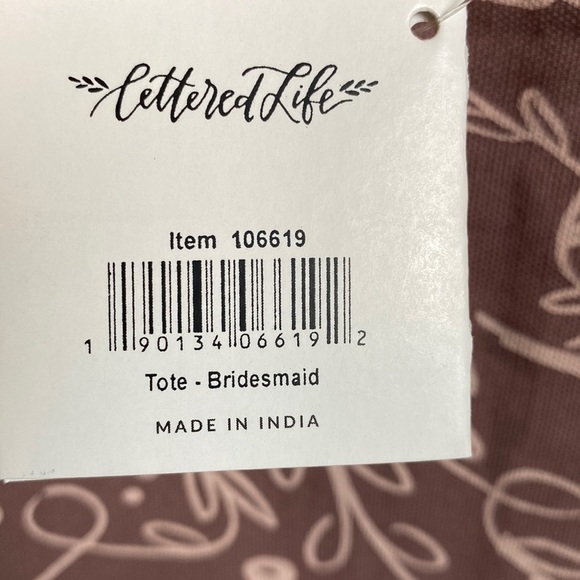 Lettered Life
Item 106619
1 90134 06619 2
Tote - Bridesmaid
MADE IN INDIA